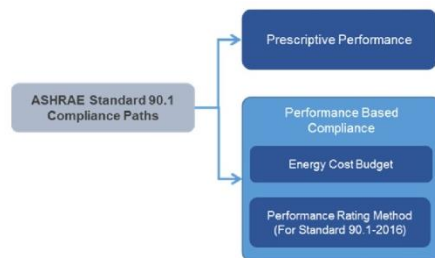 Prescriptive Performance
ASHRAE Standard 90.1
Compliance Paths
Performance Based
Compliance
Energy Cost Budget
Performance Rating Method
(For Standard 90.1-2016)